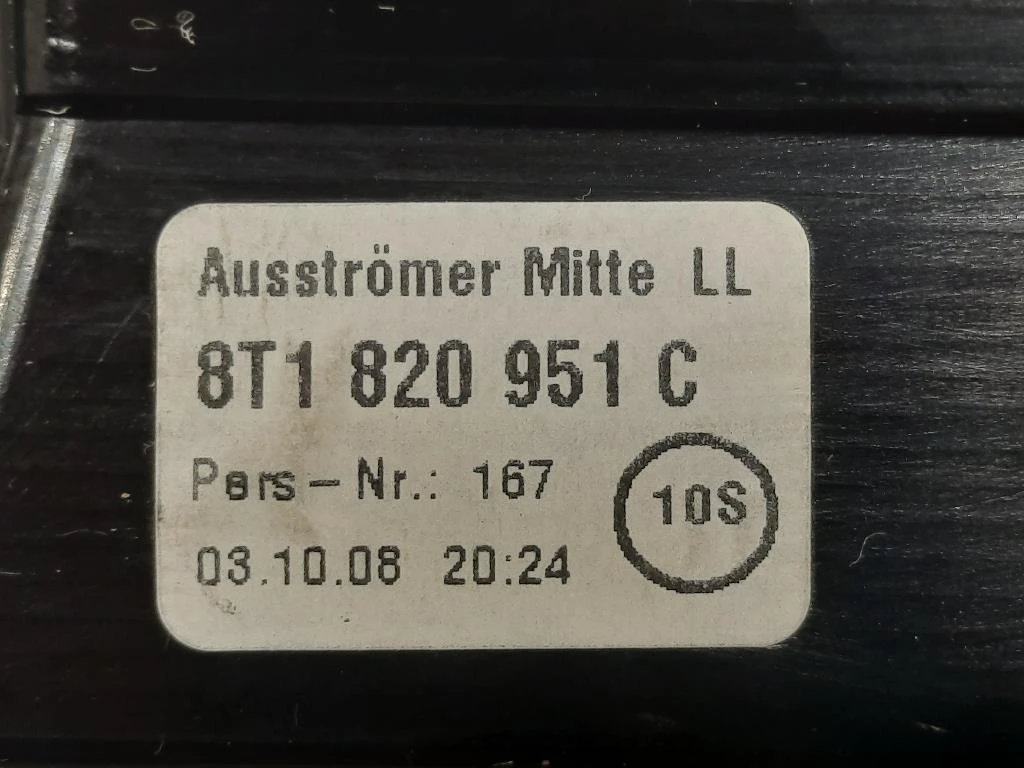 Ausströmer Mitte LL
8T1 820 951 C
Pers-Nr.: 167
10S
03.10.08 20:24